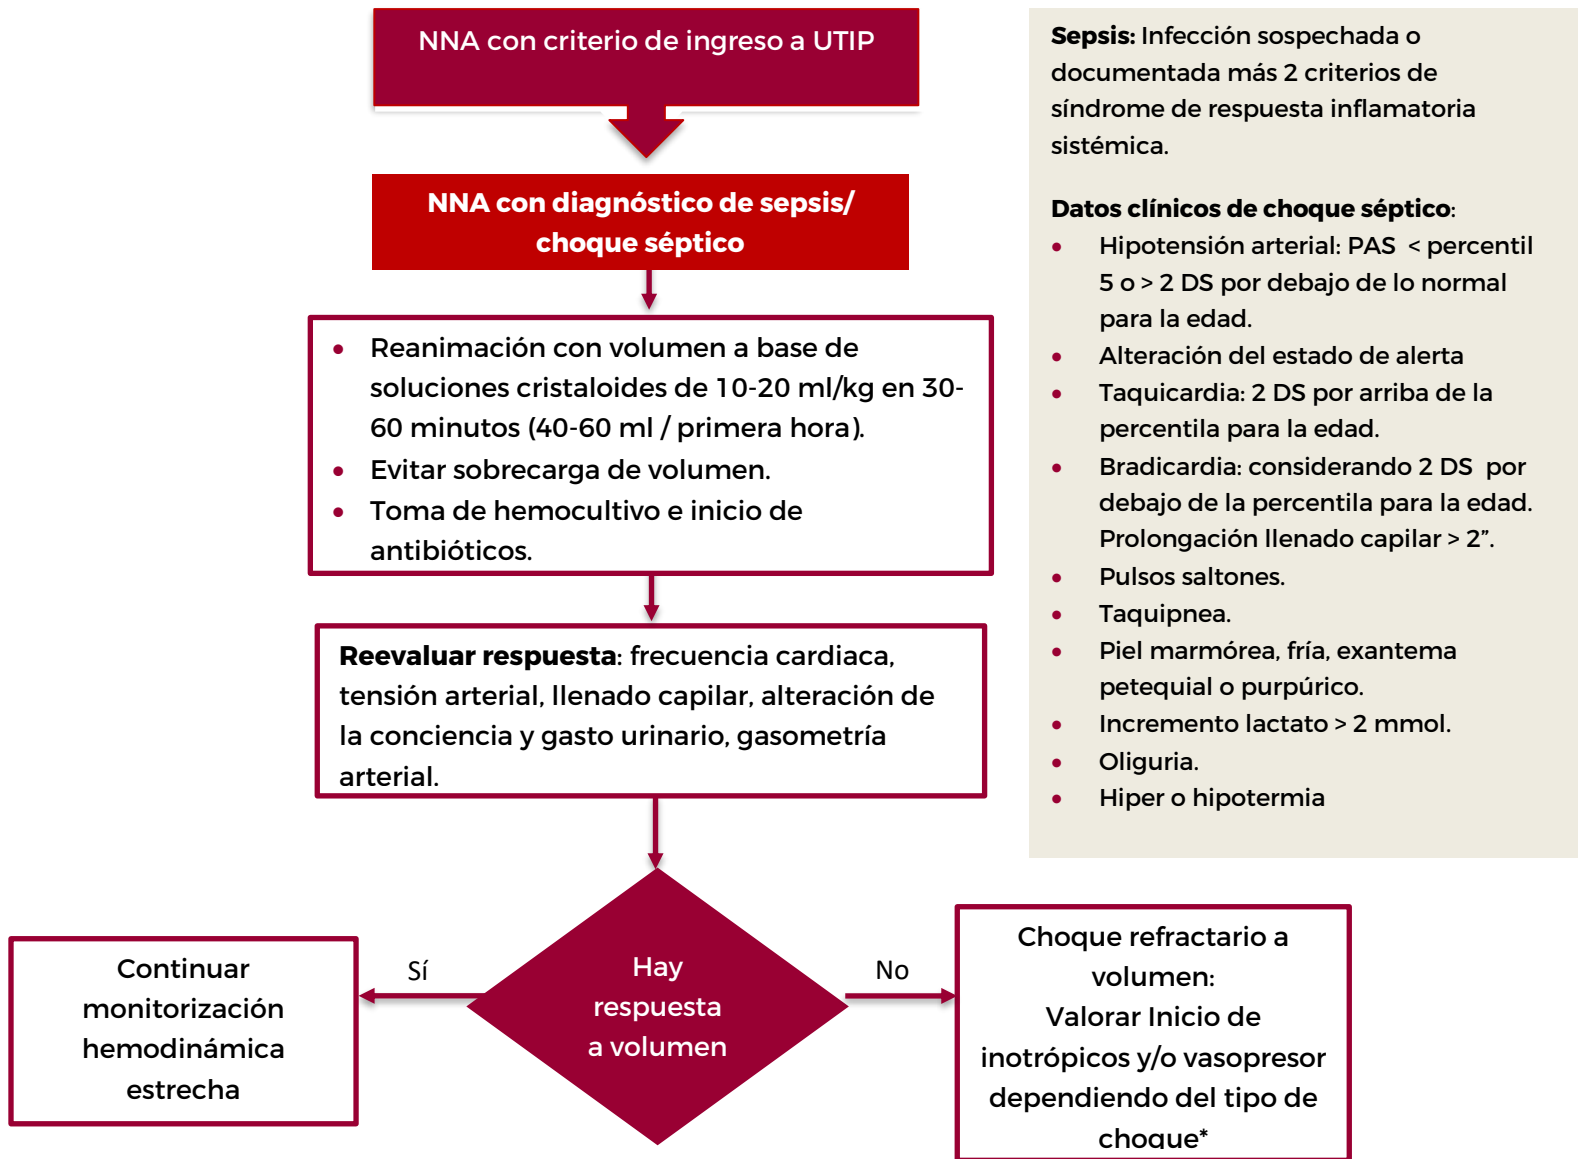 NNA con criterio de ingreso a UTIP
NNA con diagnóstico de sepsis/
choque séptico
• Reanimación con volumen a base de
soluciones cristaloides de 10-20 ml/kg en 30-
60 minutos (40-60 ml / primera hora).
• Evitar sobrecarga de volumen.
• Toma de hemocultivo e inicio de
antibióticos.
Reevaluar respuesta: frecuencia cardiaca,
tensión arterial, llenado capilar, alteración de
la conciencia y gasto urinario, gasometría
arterial.
Hay
respuesta
a volumen
Sí
Continuar
monitorización
hemodinámica
estrecha
No
Choque refractario a
volumen:
Valorar Inicio de
inotrópicos y/o vasopresor
dependiendo del tipo de
choque*
Sepsis: Infección sospechada o
documentada más 2 criterios de
síndrome de respuesta inflamatoria
sistémica.
Datos clínicos de choque séptico:
• Hipotensión arterial: PAS < percentil
5 o > 2 DS por debajo de lo normal
para la edad.
• Alteración del estado de alerta
• Taquicardia: 2 DS por arriba de la
percentila para la edad.
• Bradicardia: considerando 2 DS por
debajo de la percentila para la edad.
Prolongación llenado capilar > 2”.
• Pulsos saltones.
• Taquipnea.
• Piel marmórea, fría, exantema
petequial o purpúrico.
• Incremento lactato > 2 mmol.
• Oliguria.
• Hiper o hipotermia